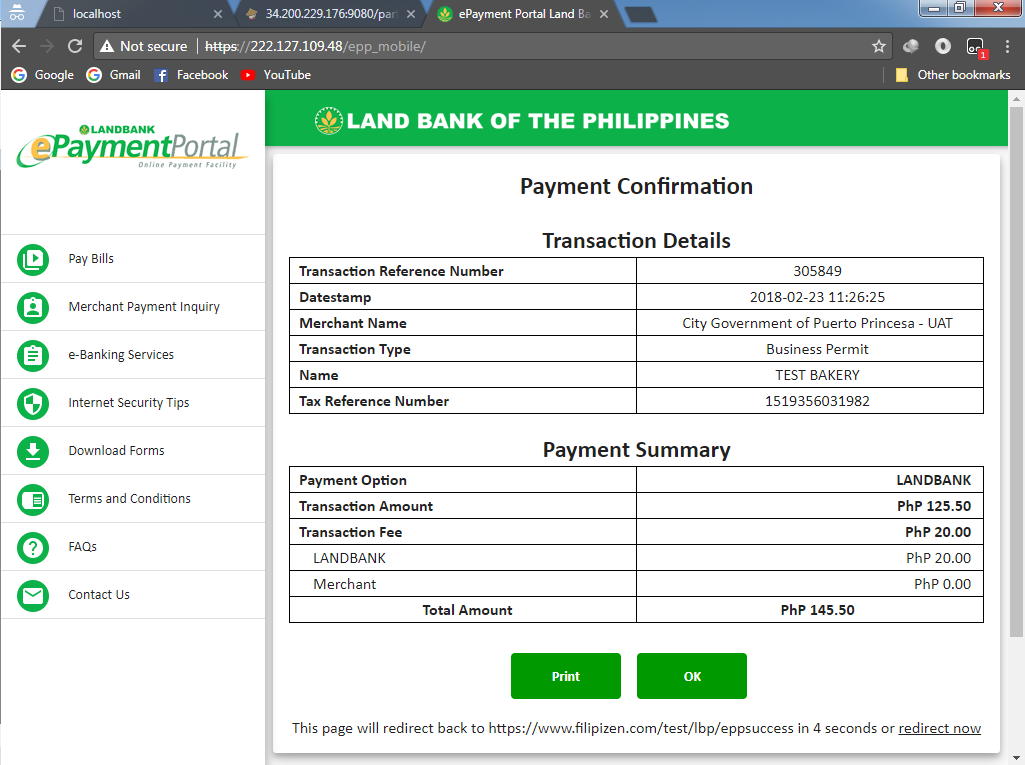 localhost
34.200.229.176:9080/par
ePayment Portal Land Ba
Not secure https://222.127.109.48/epp_mobile/
1
Google Gmail Facebook YouTube Other bookmarks
LANDBANK
ePaymentPortal
Online Payment Facility
Pay Bills
Merchant Payment Inquiry
e-Banking Services
Internet Security Tips
Download Forms
Terms and Conditions
FAQs
Contact Us
LAND BANK OF THE PHILIPPINES
Payment Confirmation
Transaction Details
Transaction Reference Number 305849
Datestamp 2018-02-23 11:26:25
Merchant Name City Government of Puerto Princesa - UAT
Transaction Type Business Permit
Name TEST BAKERY
Tax Reference Number 1519356031982
Payment Summary
Payment Option LANDBANK
Transaction Amount PhP 125.50
Transaction Fee PhP 20.00
LANDBANK PhP 20.00
Merchant PhP 0.00
Total Amount PhP 145.50
Print OK
This page will redirect back to https://www.filipizen.com/test/lbp/eppsuccess in 4 seconds or redirect now